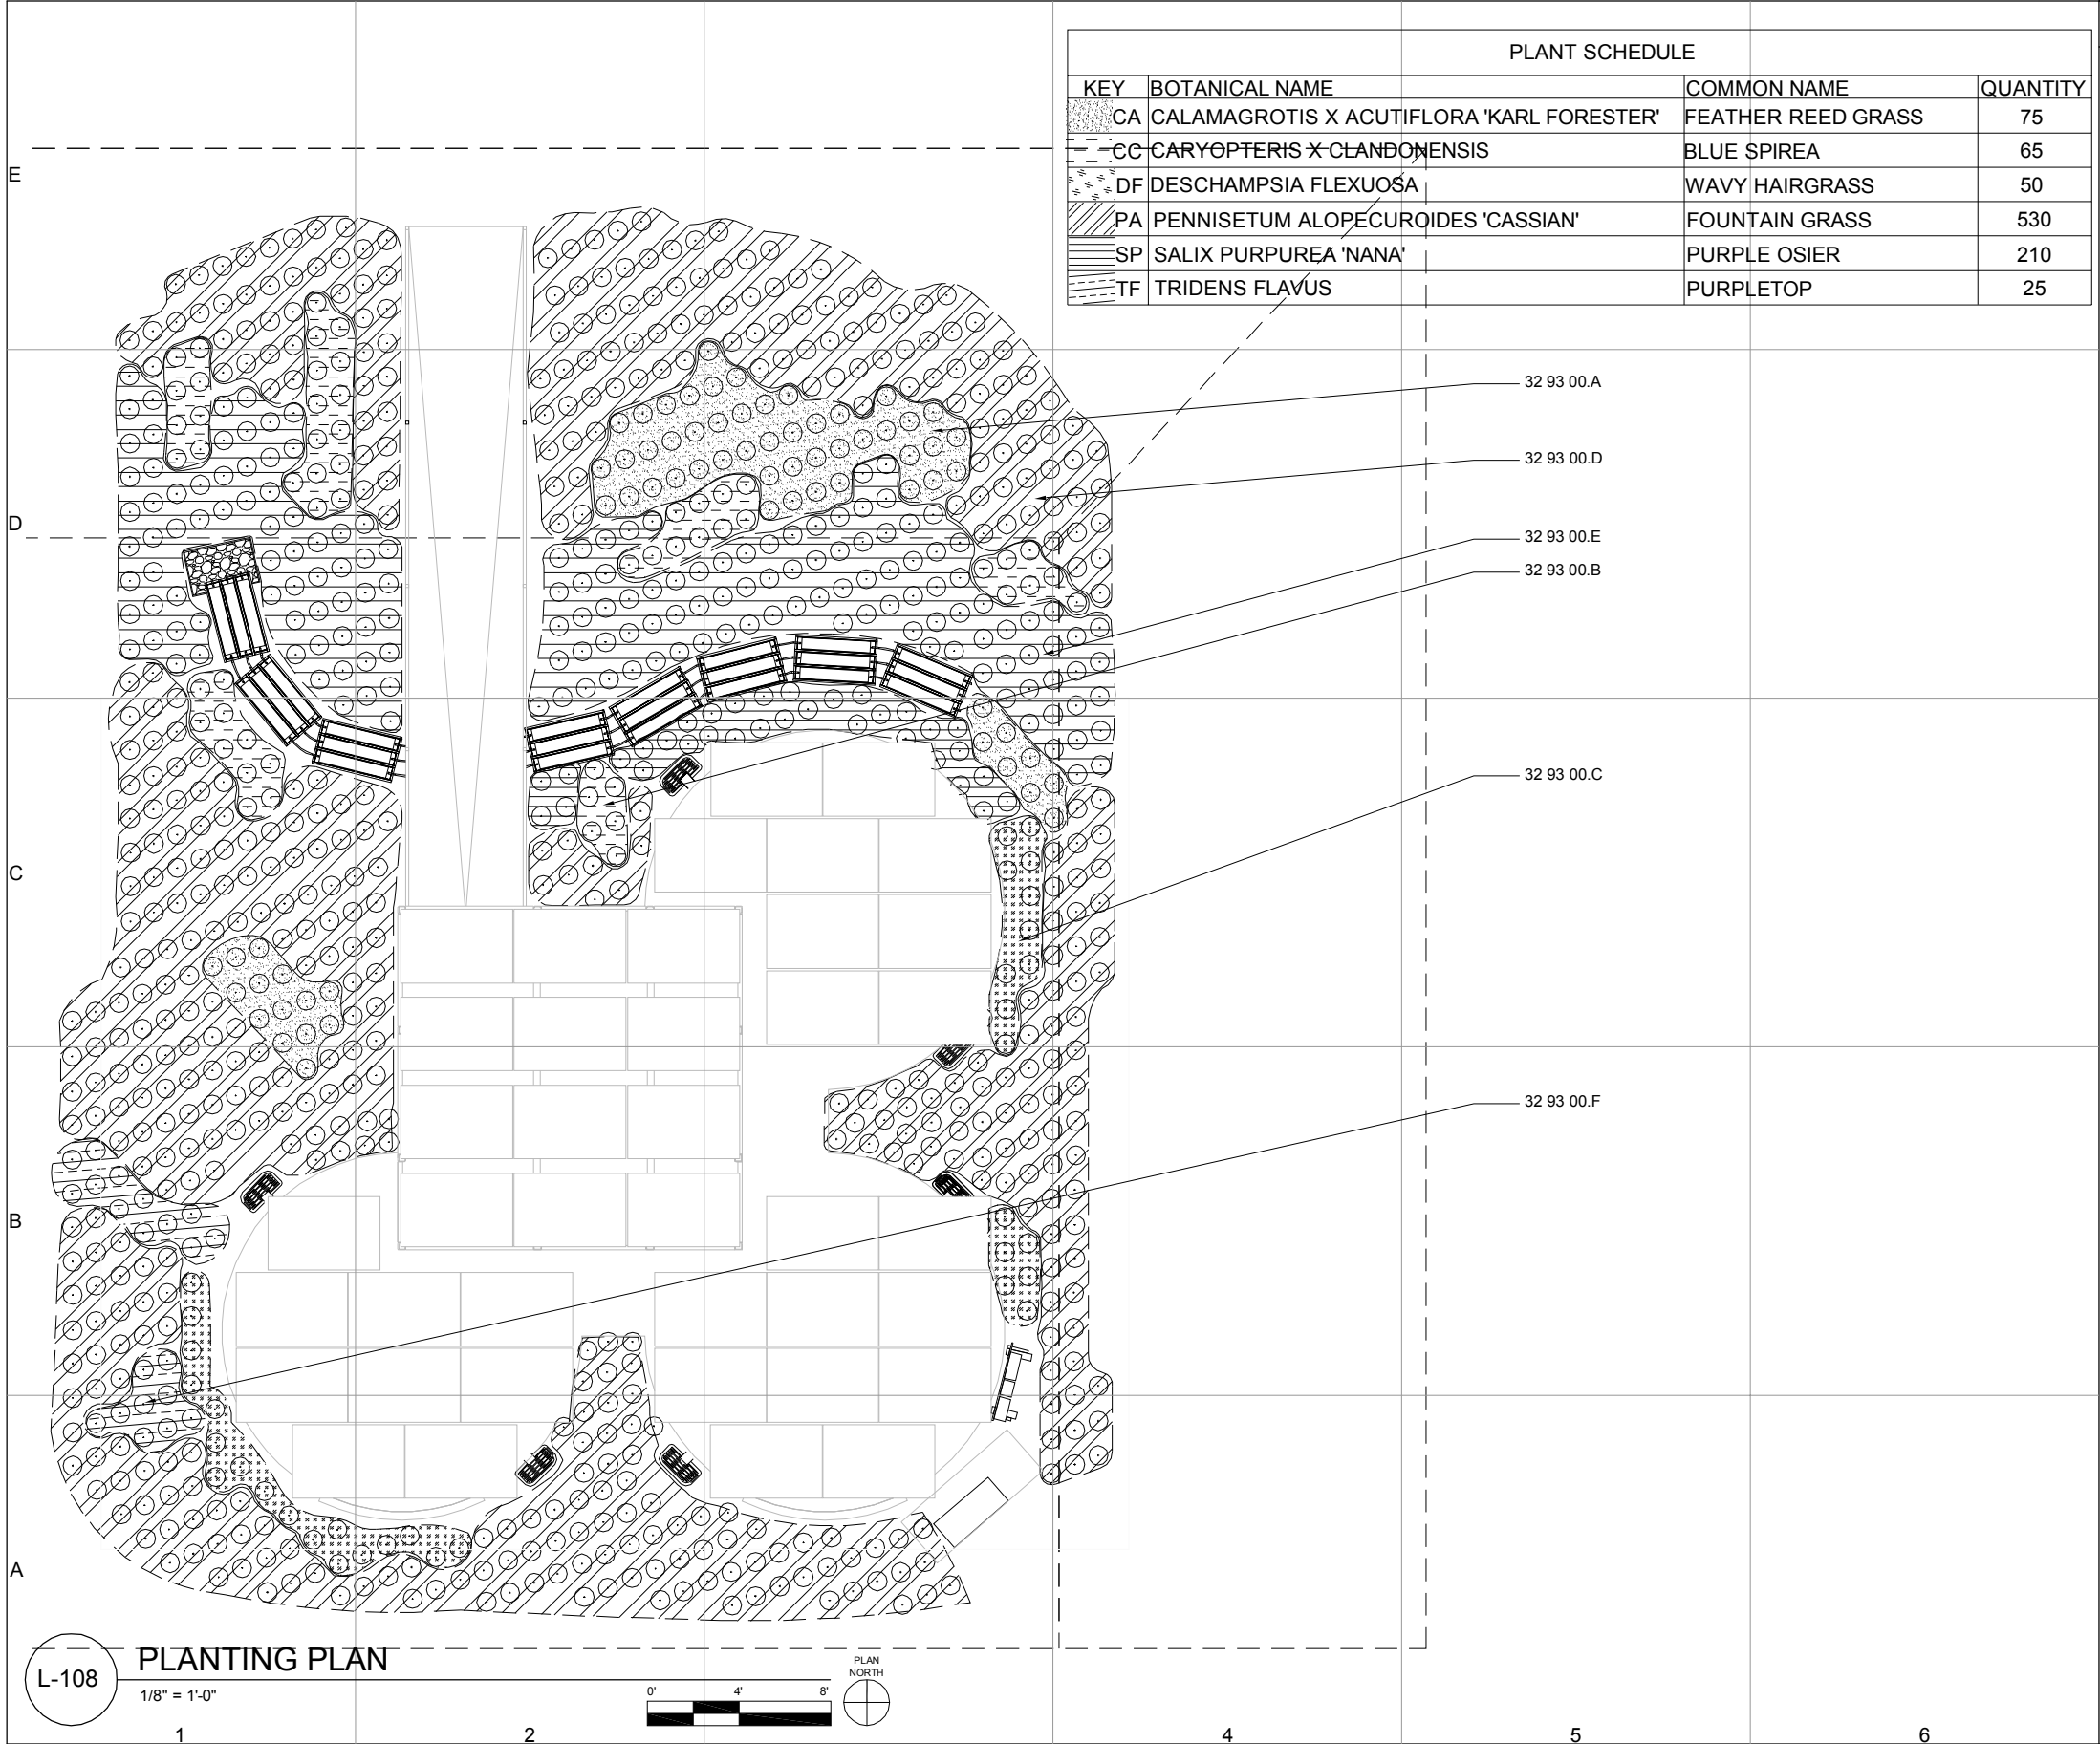 PLANT SCHEDULE
KEY BOTANICAL NAME COMMON NAME QUANTITY
CA CALAMAGROTIS X ACUTIFLORA 'KARL FORESTER' FEATHER REED GRASS 75
CC CARYOPTERIS X CLANDONENSIS BLUE SPIREA 65
DF DESCHAMPSIA FLEXUOSA WAVY HAIRGRASS 50
PA PENNISETUM ALOPECUROIDES 'CASSIAN' FOUNTAIN GRASS 530
SP SALIX PURPUREA 'NANA' PURPLE OSIER 210
TF TRIDENS FLAVUS PURPLETOP 25
E
32 93 00.A
32 93 00.D
D
32 93 00.E
32 93 00.B
32 93 00.C
C
32 93 00.F
B
A
L-108
PLANTING PLAN
1/8" = 1'-0"
0' 4' 8'
PLAN
NORTH
1 2 4 5 6